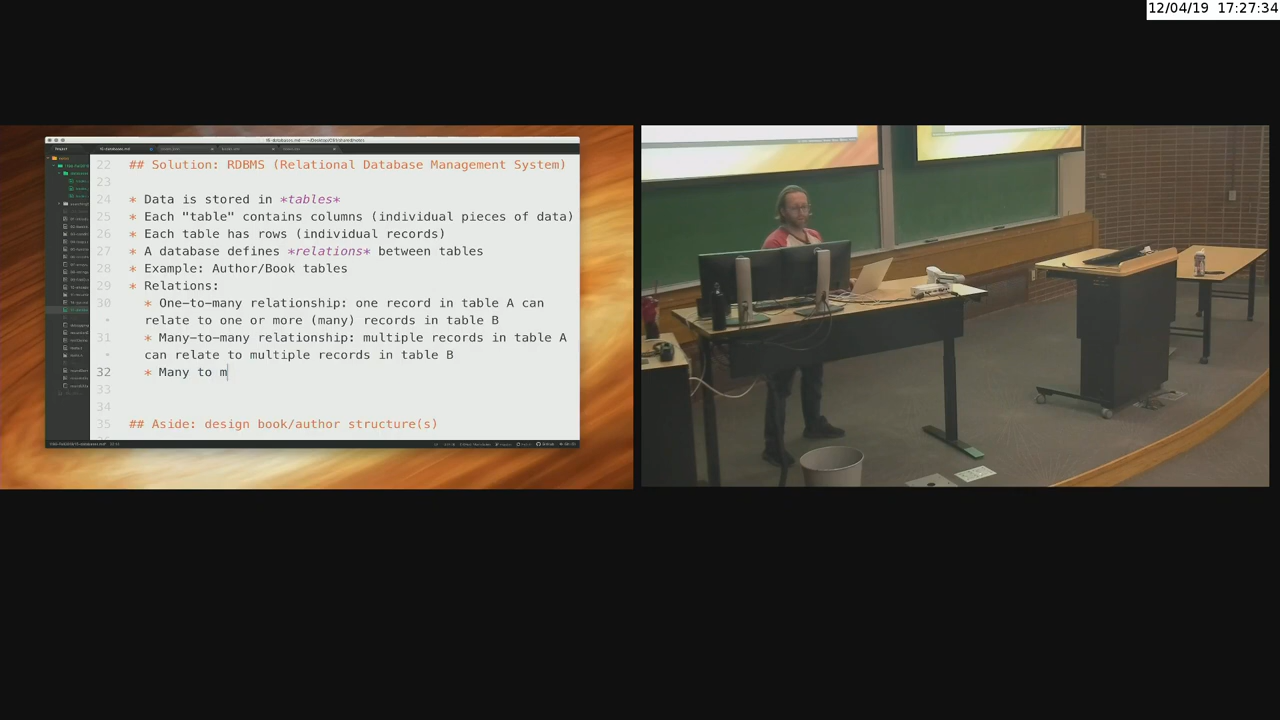 12/04/19 17:27:34
22 ## Solution: RDBMS (Relational Database Management System)
23
24 * Data is stored in *tables*
25 * Each "table" contains columns (individual pieces of data)
26 * Each table has rows (individual records)
27 * A database defines *relations* between tables
28 * Example: Author/Book tables
29 * Relations:
30 * One-to-many relationship: one record in table A can
• relate to one or more (many) records in table B
31 * Many-to-many relationship: multiple records in table A
• can relate to multiple records in table B
32 * Many to m
33
34
35 ## Aside: design book/author structure(s)